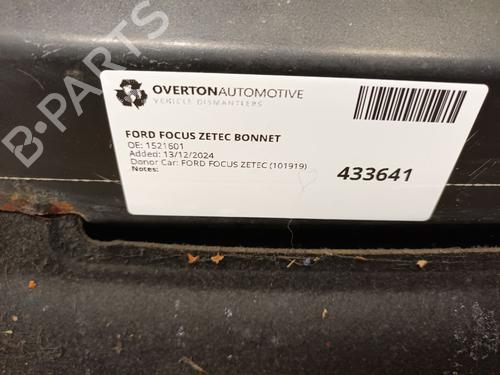 OVERTONAUTOMOTIVE
VEHICLE DISMANTLERS
FORD FOCUS ZETEC BONNET
OE: 1521601
Added: 13/12/2024
Donor Car: FORD FOCUS ZETEC (101919)
Notes:
433641
B-PARTS